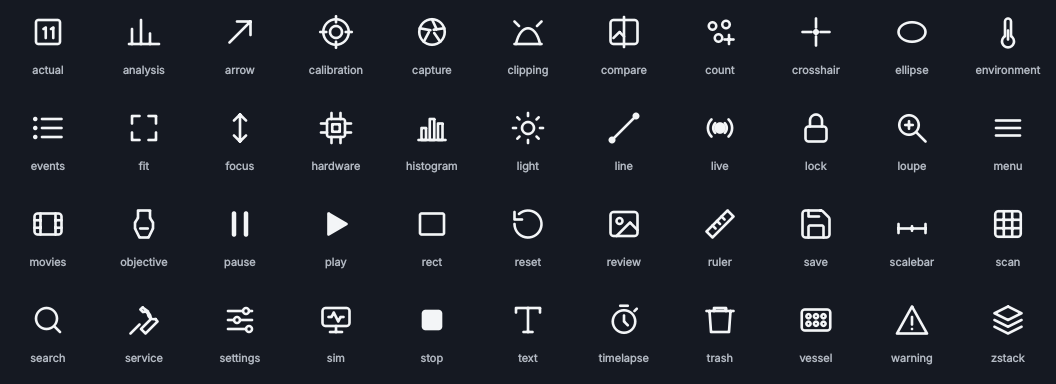 11
actual analysis arrow calibration capture clipping compare count crosshair ellipse environment
events fit focus hardware histogram light line live lock loupe menu
movies objective pause play rect reset review ruler save scalebar scan
search service settings sim stop text timelapse trash vessel warning zstack